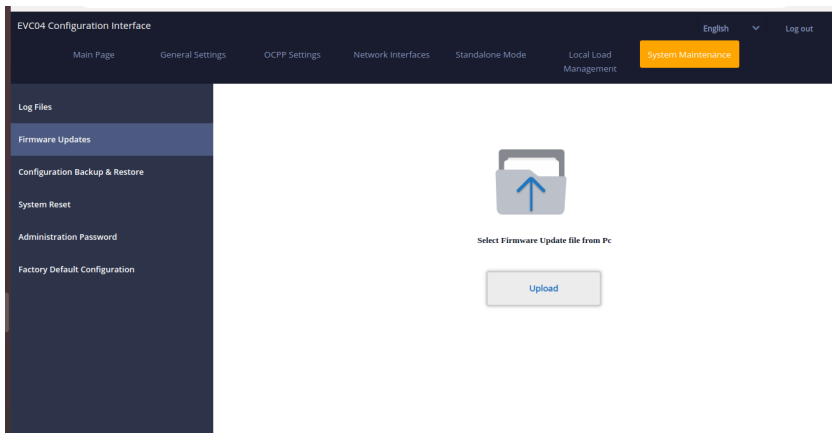 EVC04 Configuration Interface
English
Log out
Main Page
General Settings
OCPP Settings
Network Interfaces
Standalone Mode
Local Load
Management
System Maintenance
Log Files
Firmware Updates
Configuration Backup & Restore
System Reset
Administration Password
Factory Default Configuration
Select Firmware Update file from Pc
Upload